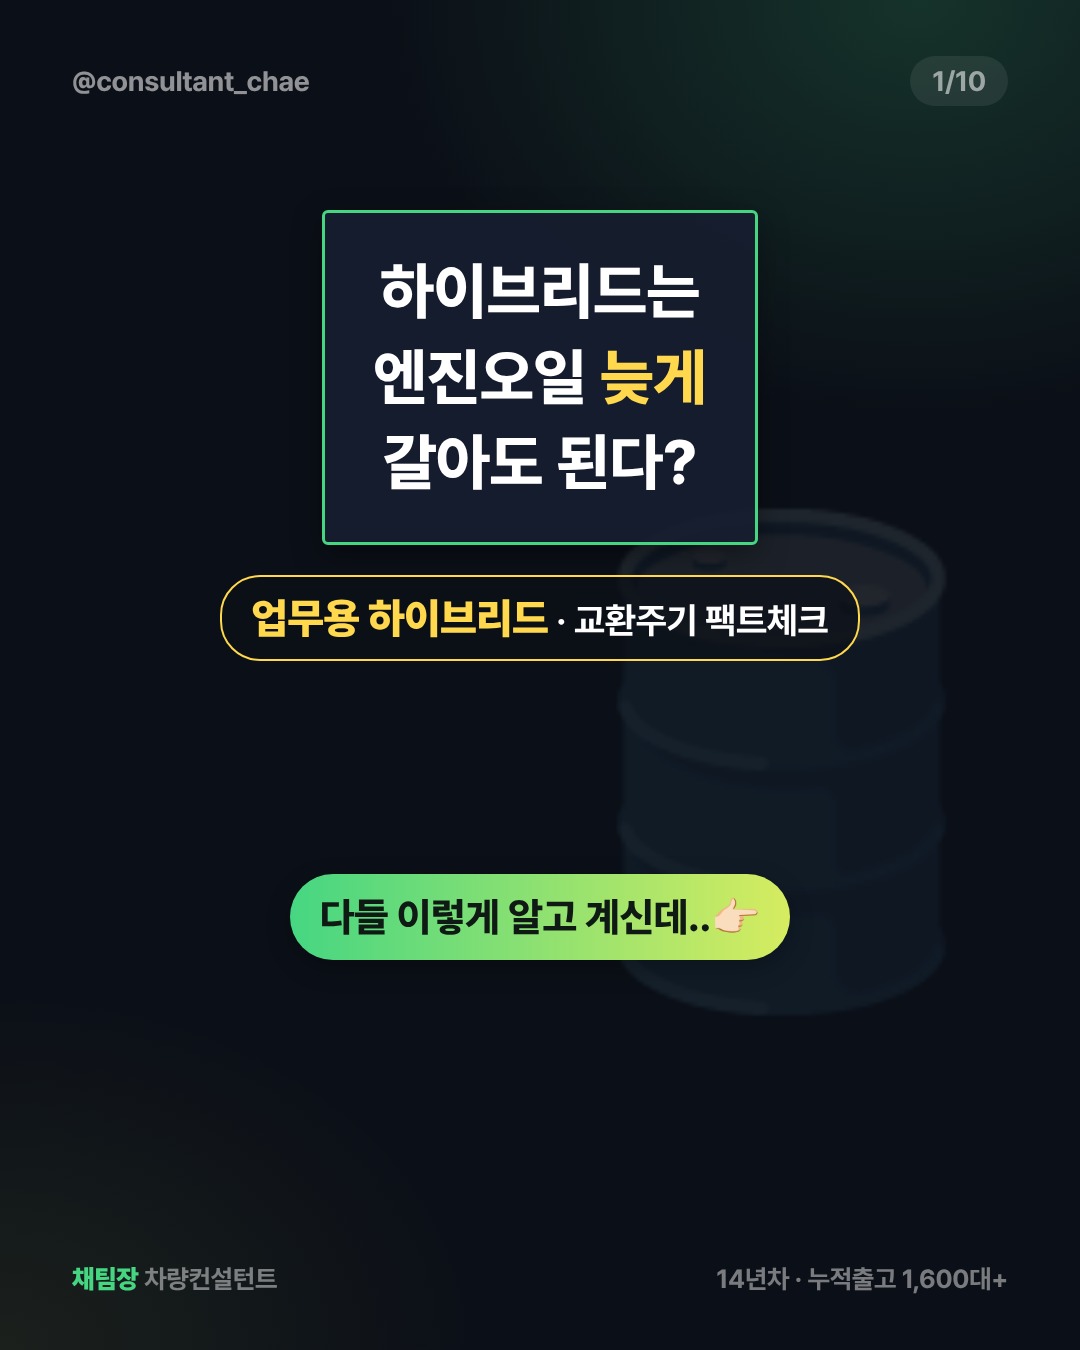 @consultant_chae
1/10
하이브리드는
엔진오일 늦게
갈아도 된다?
업무용 하이브리드 · 교환주기 팩트체크
다들 이렇게 알고 계신데..👉🏻
채팀장 차량컨설턴트
14년차 · 누적출고 1,600대+